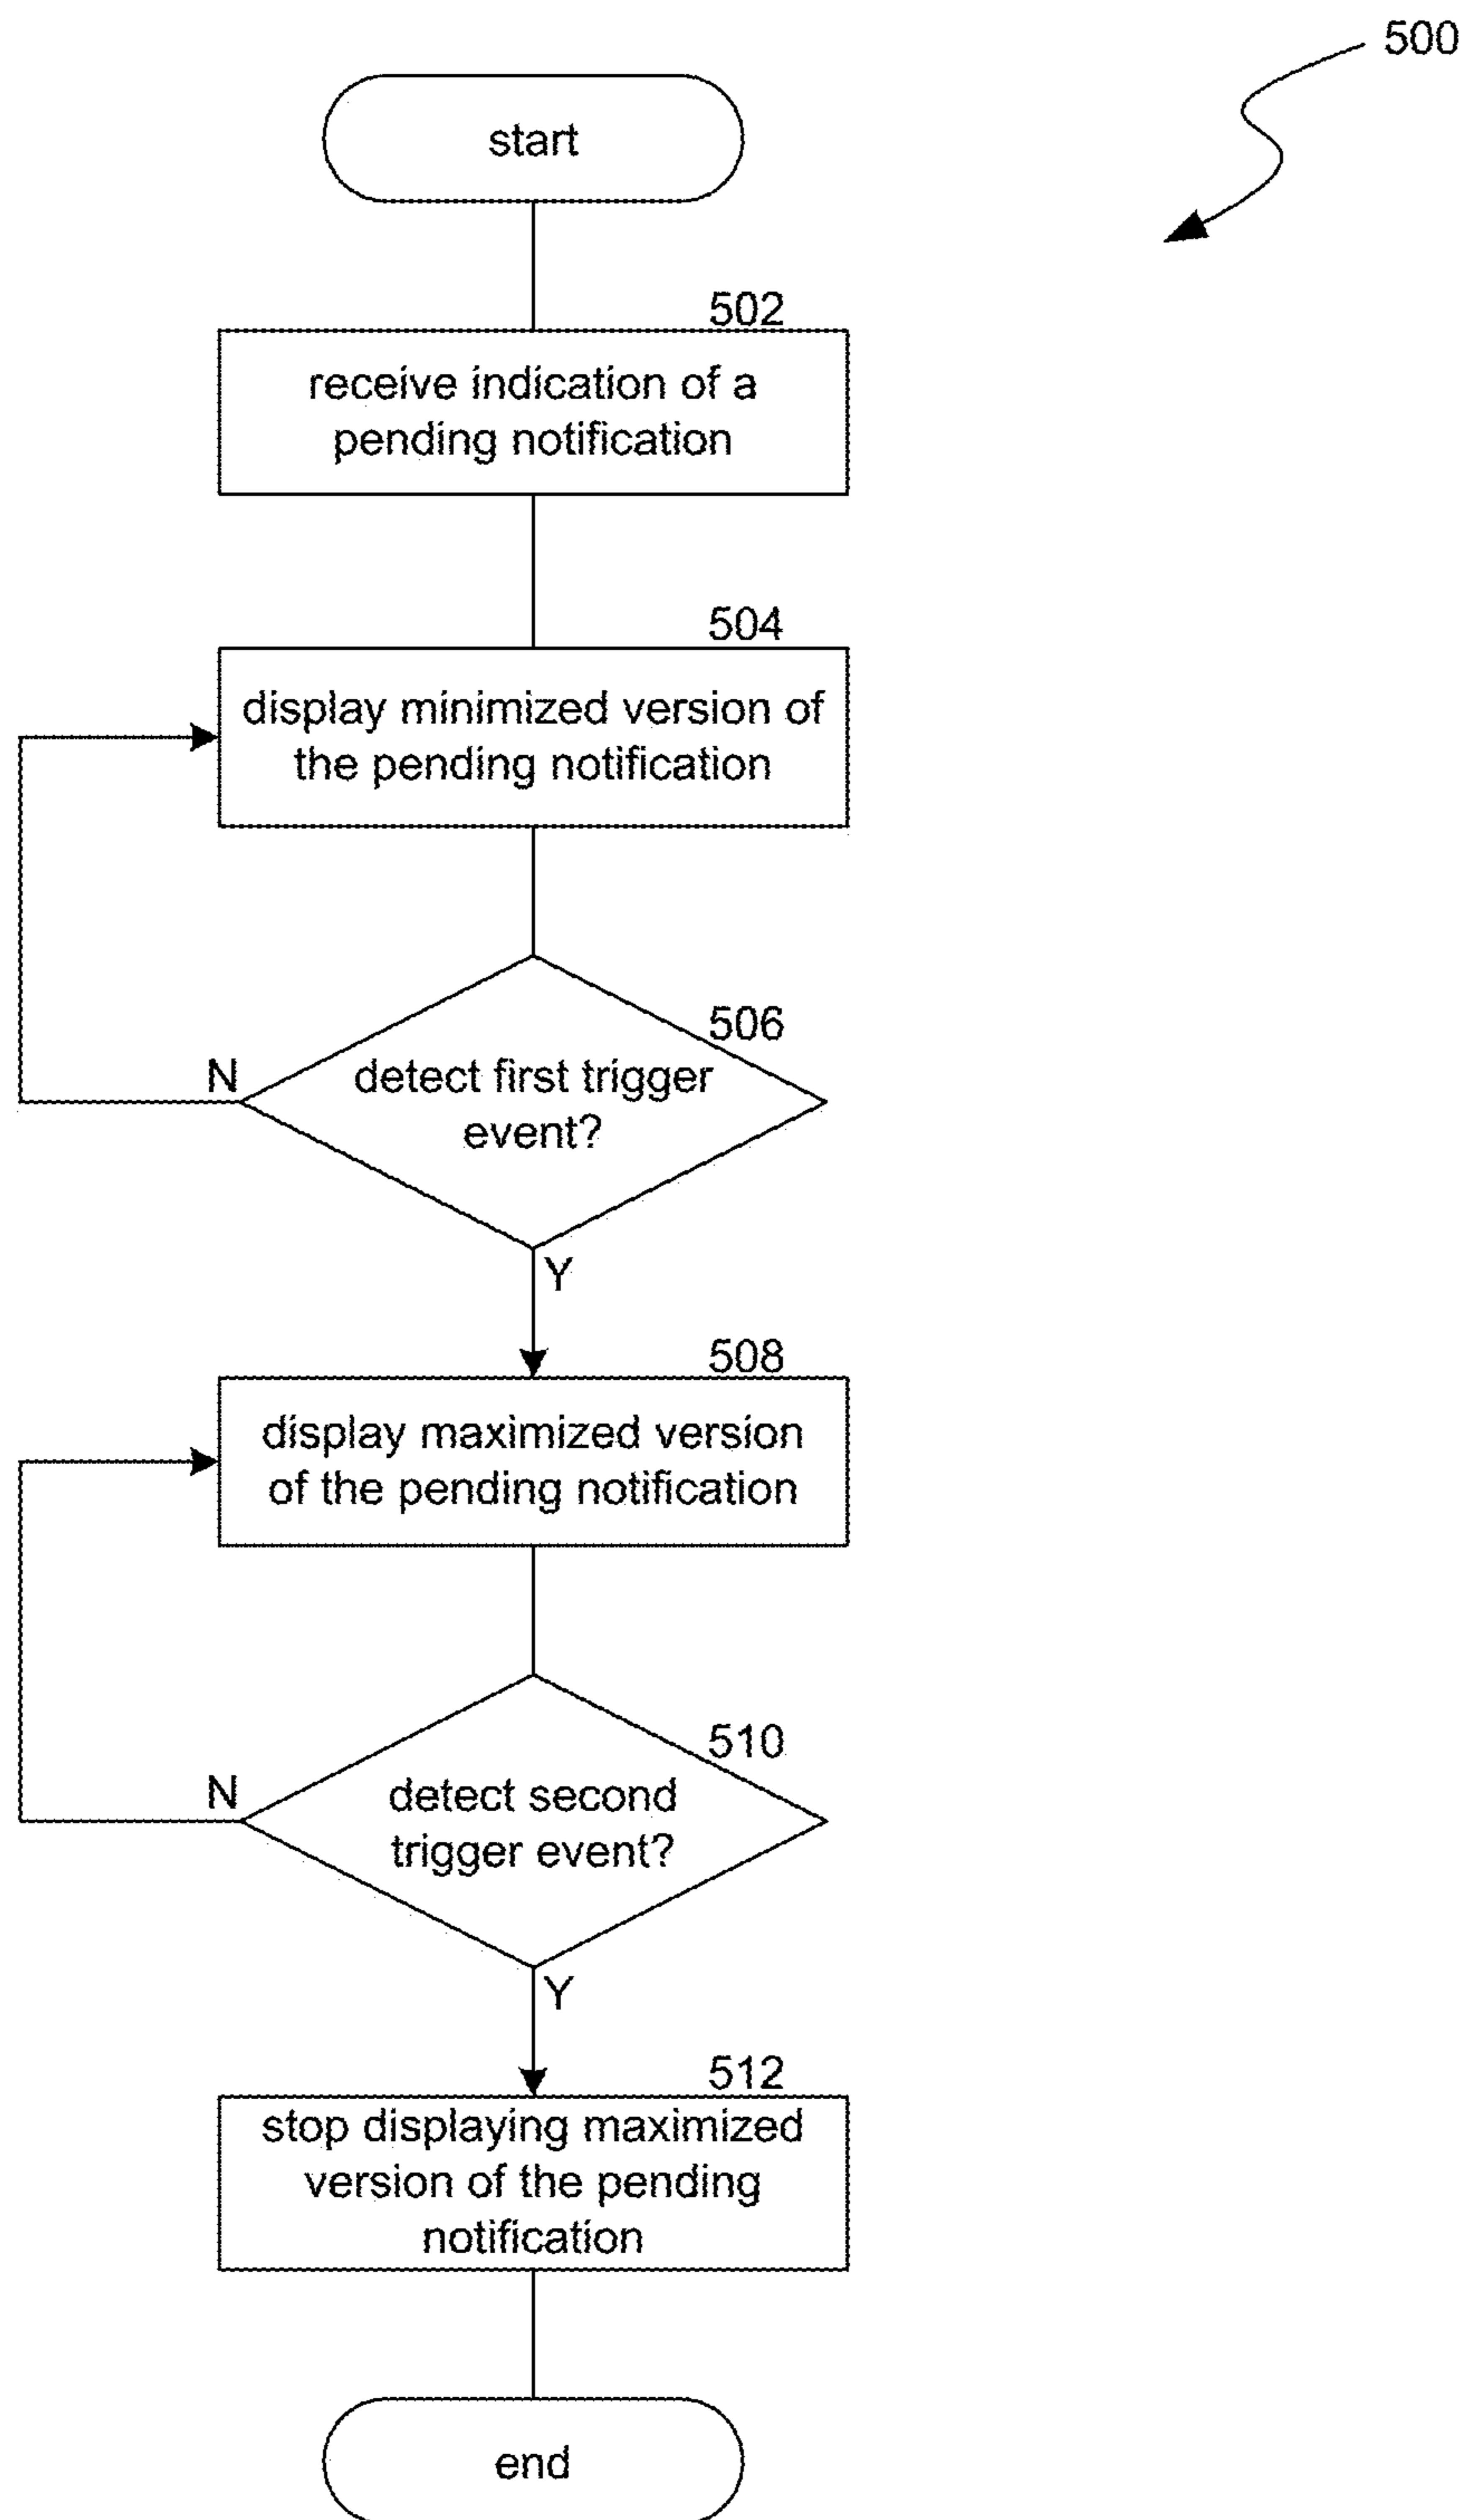 500
start
502
receive indication of a
pending notification
504
display minimized version of
the pending notification
506
detect first trigger
event?
N
Y
508
display maximized version
of the pending notification
510
detect second
trigger event?
N
Y
512
stop displaying maximized
version of the pending
notification
end